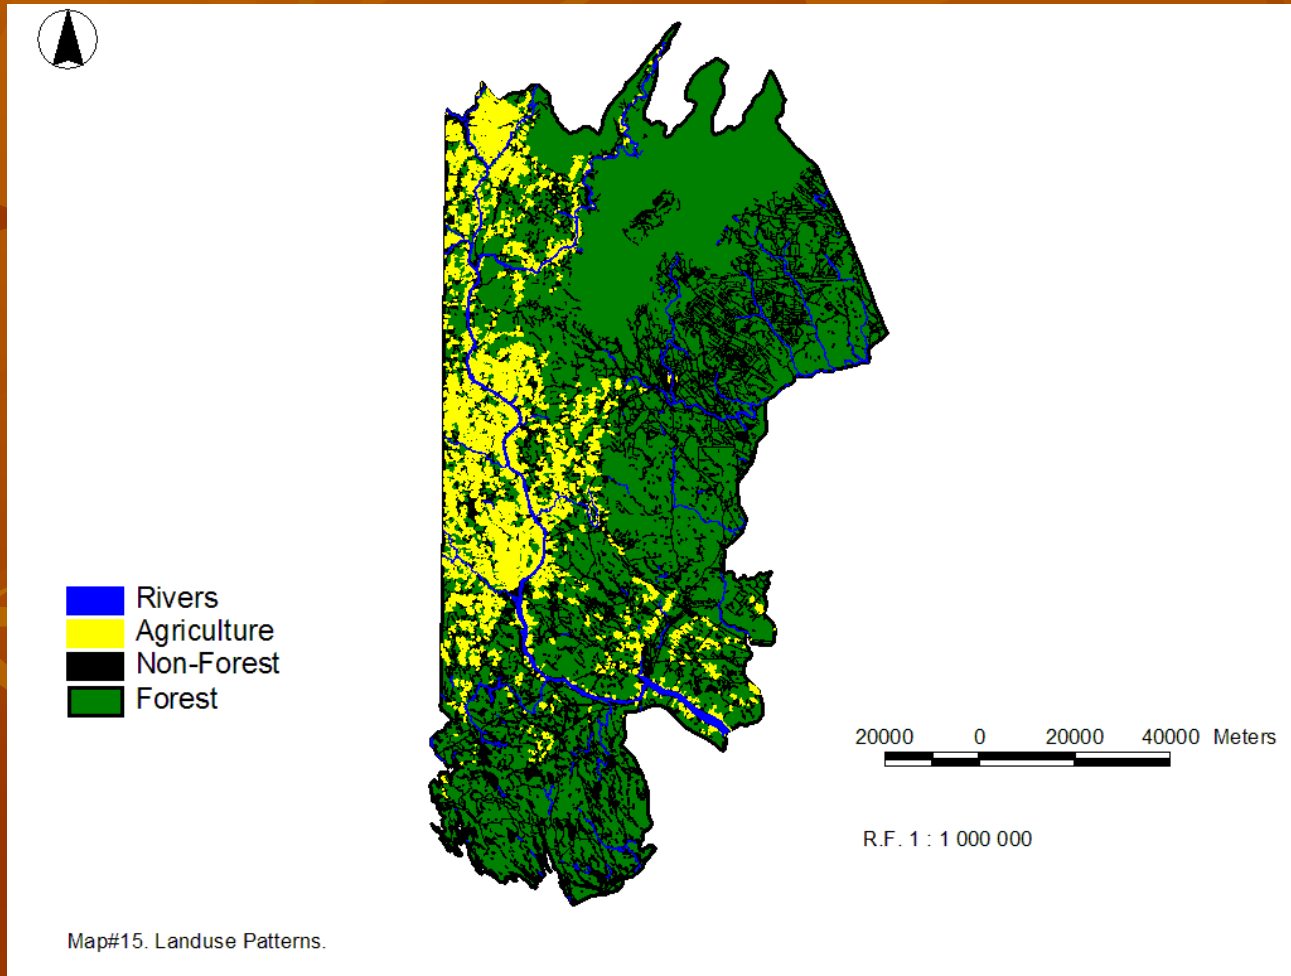 Rivers
Agriculture
Non-Forest
Forest
20000 0 20000 40000 Meters
R.F. 1 : 1 000 000
Map#15. Landuse Patterns.